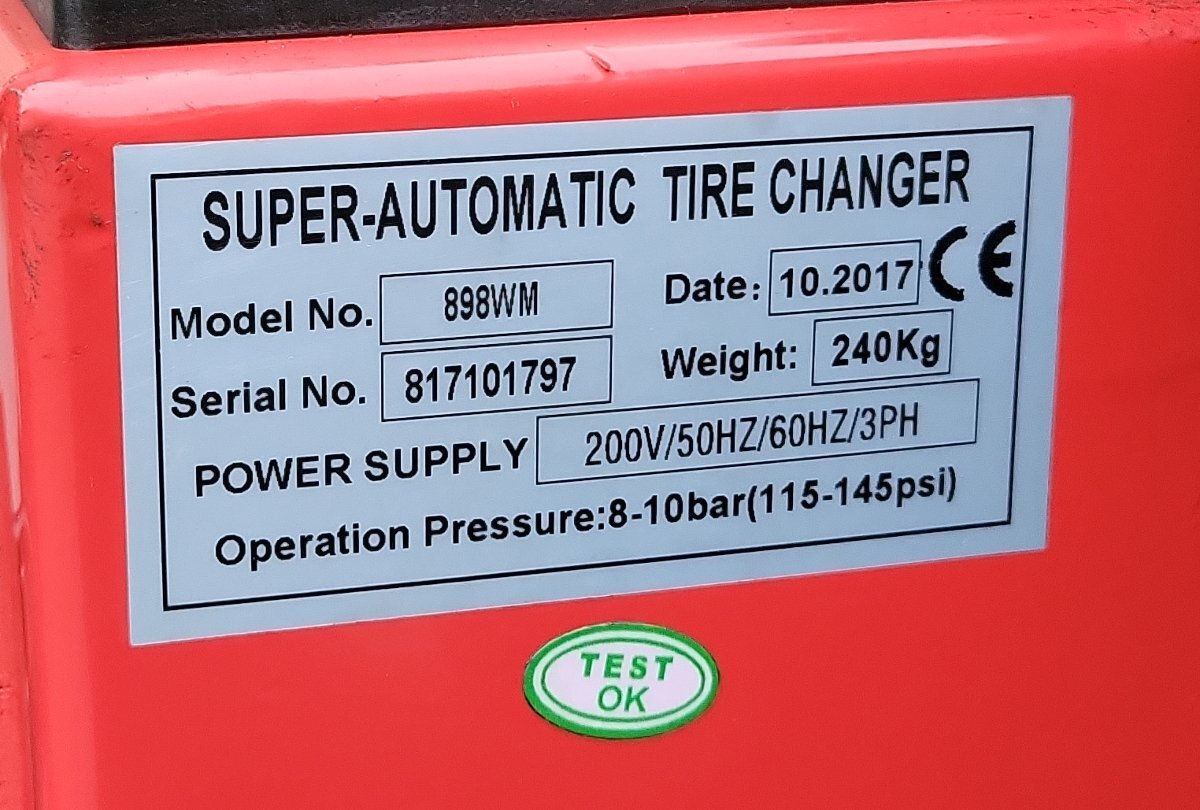 SUPER-AUTOMATIC TIRE CHANGER
Model No. 898WM Date: 10.2017 CE
Serial No. 817101797 Weight: 240Kg
POWER SUPPLY 200V/50HZ/60HZ/3PH
Operation Pressure:8-10bar(115-145psi)
TEST
OK